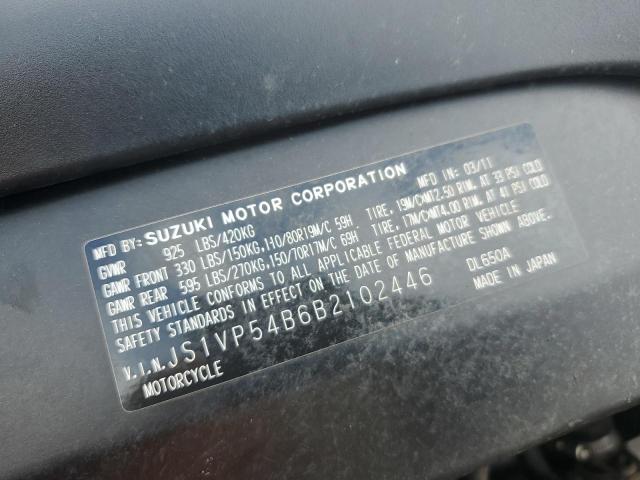 MFD BY:SUZUKI MOTOR CORPORATION MFD IN: 03/11
GVWR 925 LBS/420KG
GAWR FRONT 330 LBS/150KG,110/80R19M/C 59H TIRE, 19M/C×MT2.50 RIM, AT 33 PSI COLD
GAWR REAR 595 LBS/270KG,150/70R17M/C 69H TIRE, 17M/C×MT4.00 RIM, AT 41 PSI COLD
THIS VEHICLE CONFORMS TO ALL APPLICABLE FEDERAL MOTOR VEHICLE
SAFETY STANDARDS IN EFFECT ON THE DATE OF MANUFACTURE SHOWN ABOVE.
V.I.N.JS1VP54B6B2102446 DL650A
MOTORCYCLE MADE IN JAPAN